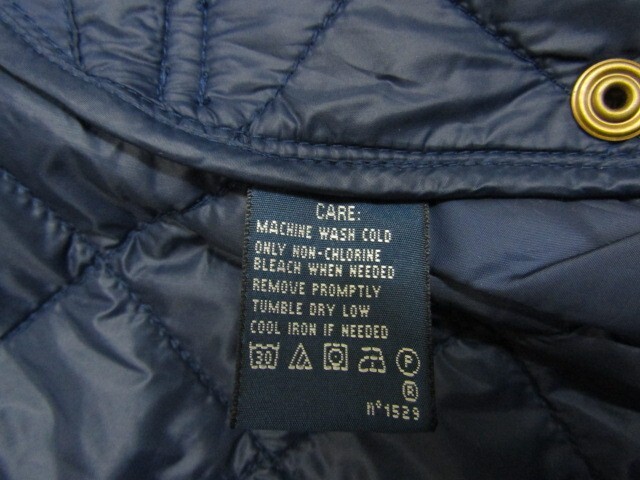 CARE:
MACHINE WASH COLD
ONLY NON-CHLORINE
BLEACH WHEN NEEDED
REMOVE PROMPTLY
TUMBLE DRY LOW
COOL IRON IF NEEDED
30 P
®
nº1529